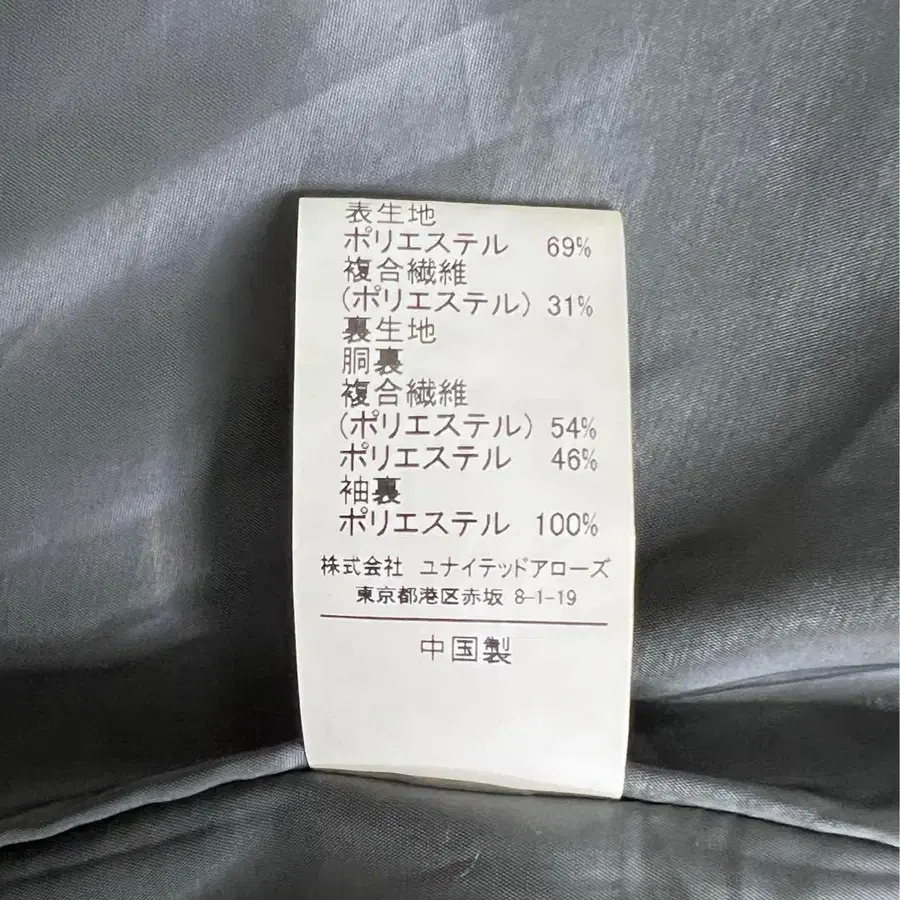 表生地
ポリエステル 69%
複合繊維
(ポリエステル) 31%
裏生地
胴裏
複合繊維
(ポリエステル) 54%
ポリエステル 46%
袖裏
ポリエステル 100%
株式会社 ユナイテッドアローズ
東京都港区赤坂 8-1-19
中国製